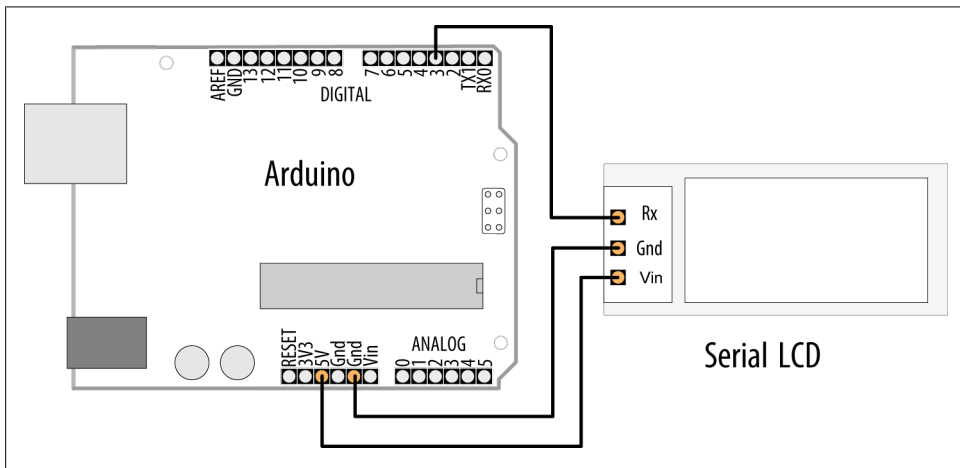 AREF
GND
13
12
11
10
9
8
7
6
5
4
3
2
TX1
RX0
DIGITAL
Arduino
Rx
Gnd
Vin
RESET
3V3
5V
Gnd
Gnd
Vin
ANALOG
0
1
2
3
4
5
Serial LCD